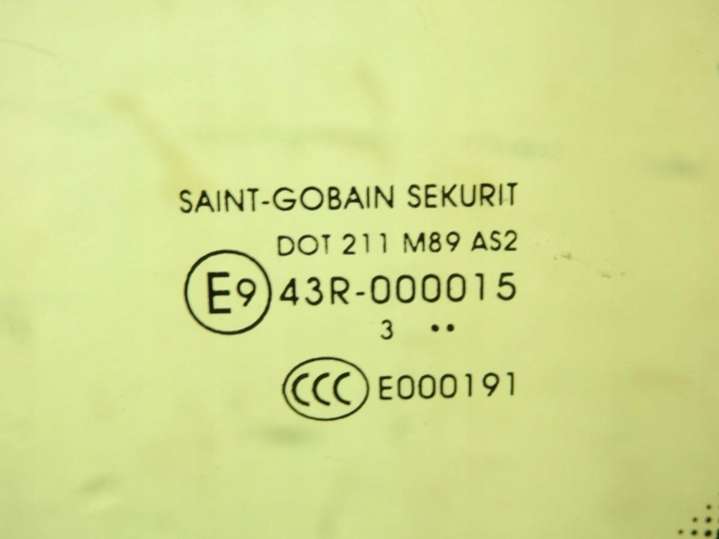 SAINT-GOBAIN SEKURIT
DOT 211 M89 AS2
E9 43R-000015
3 ••
CCC E000191